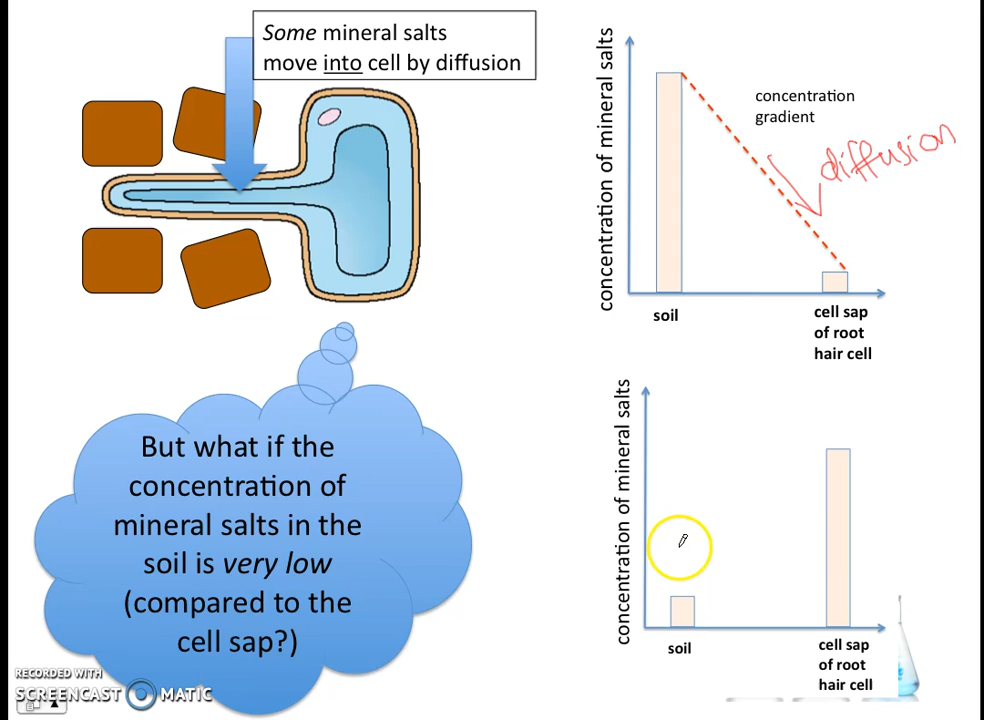 Some mineral salts
move into cell by diffusion
concentration of mineral salts
concentration
gradient
diffusion
soil
cell sap
of root
hair cell
But what if the
concentration of
mineral salts in the
soil is very low
(compared to the
cell sap?)
concentration of mineral salts
soil
cell sap
of root
hair cell
RECORDED WITH
SCREENCAST MATIC